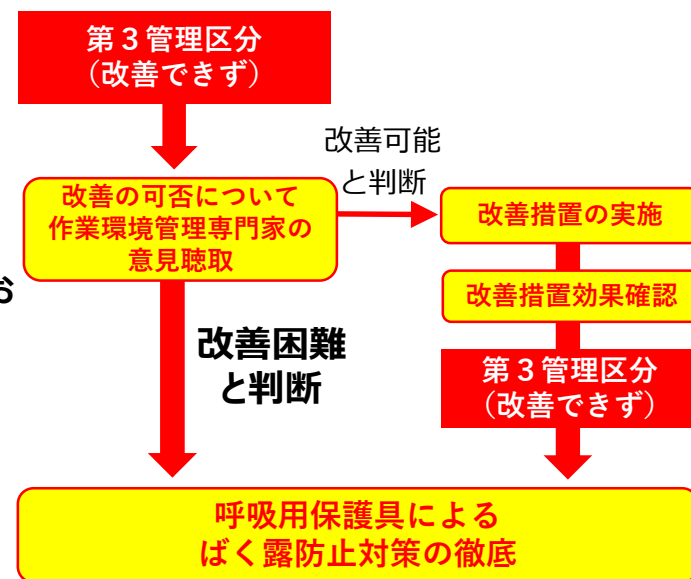 第３管理区分
（改善できず）
改善可能
と判断
改善の可否について
作業環境管理専門家の
意見聴取
改善措置の実施
お
改善措置効果確認
改善困難
と判断
第３管理区分
（改善できず）
呼吸用保護具による
ばく露防止対策の徹底